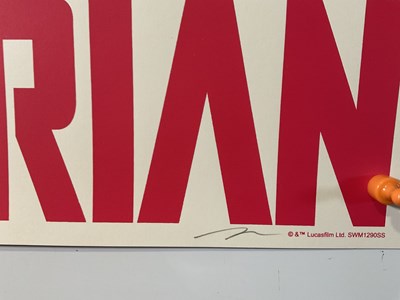 RIAN
© &™ Lucasfilm Ltd. SWM1290SS